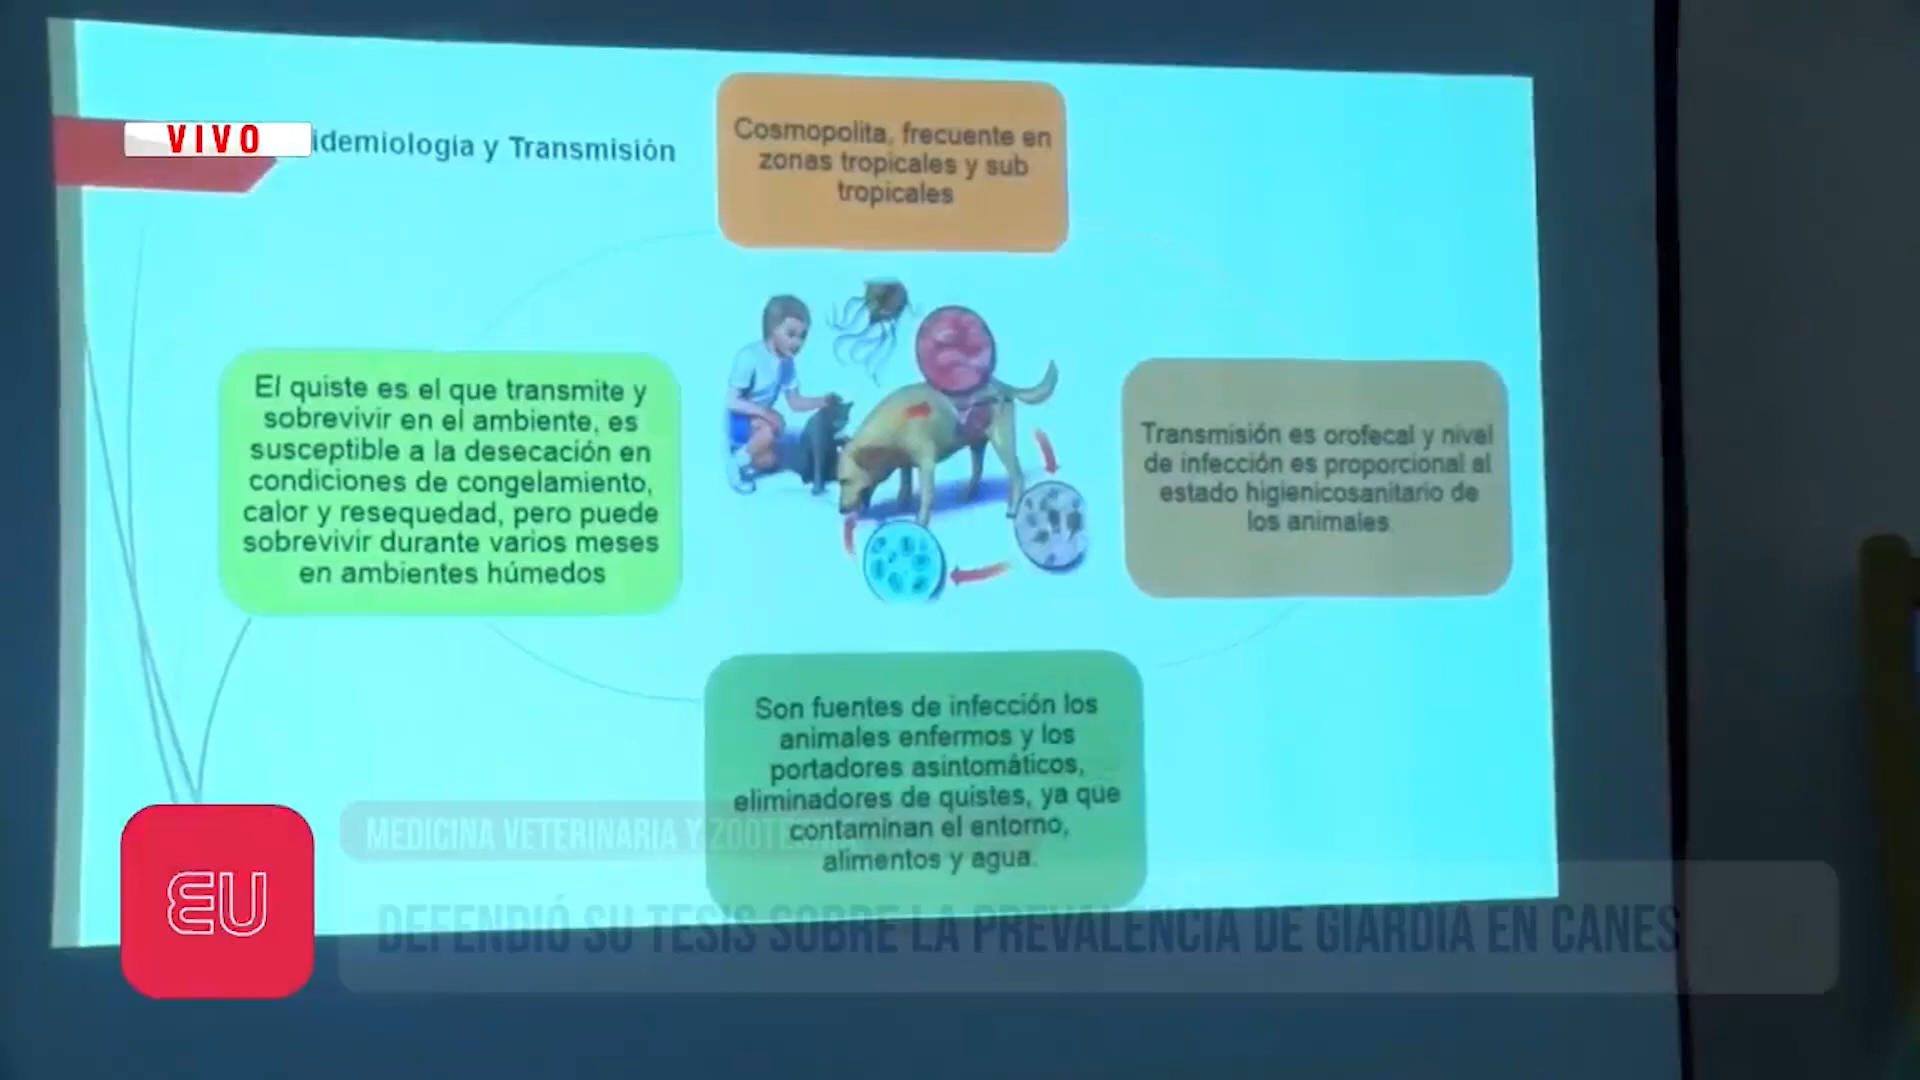 VIVO
idemiología y Transmisión
Cosmopolita, frecuente en
zonas tropicales y sub
tropicales
El quiste es el que transmite y
sobrevivir en el ambiente, es
susceptible a la desecación en
condiciones de congelamiento,
calor y resequedad, pero puede
sobrevivir durante varios meses
en ambientes húmedos
Transmisión es orofecal y nivel
de infección es proporcional al
estado higienicosanitario de
los animales.
Son fuentes de infección los
animales enfermos y los
portadores asintomáticos,
eliminadores de quistes, ya que
contaminan el entorno,
alimentos y agua.
MEDICINA VETERINARIA Y
EU
DEFENDIÓ SU TESIS SOBRE LA PREVALENCIA DE GIARDIA EN CANES